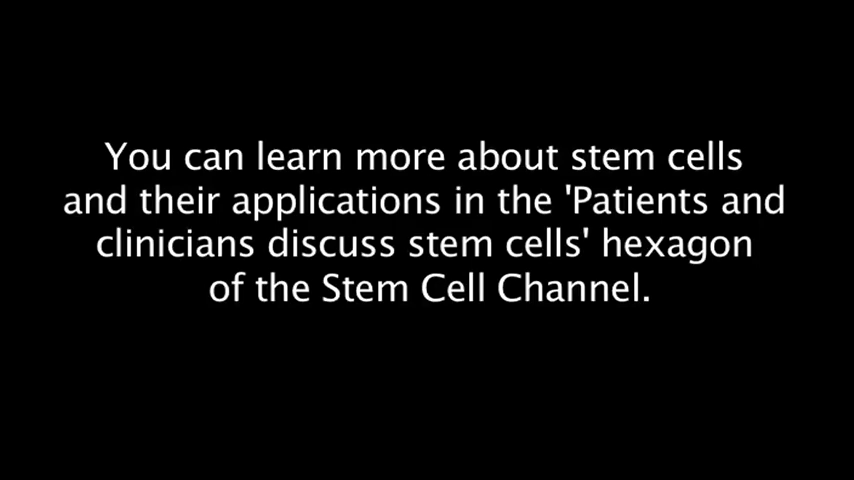 You can learn more about stem cells
and their applications in the 'Patients and
clinicians discuss stem cells' hexagon
of the Stem Cell Channel.